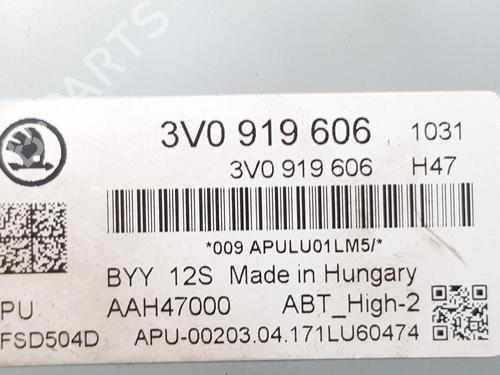 PARTS
3V0 919 606 1031
3V0 919 606 H47
*009 APULU01LM5/*
BYY 12S Made in Hungary
PU AAH47000 ABT_High-2
FSD504D APU-00203.04.171LU60474